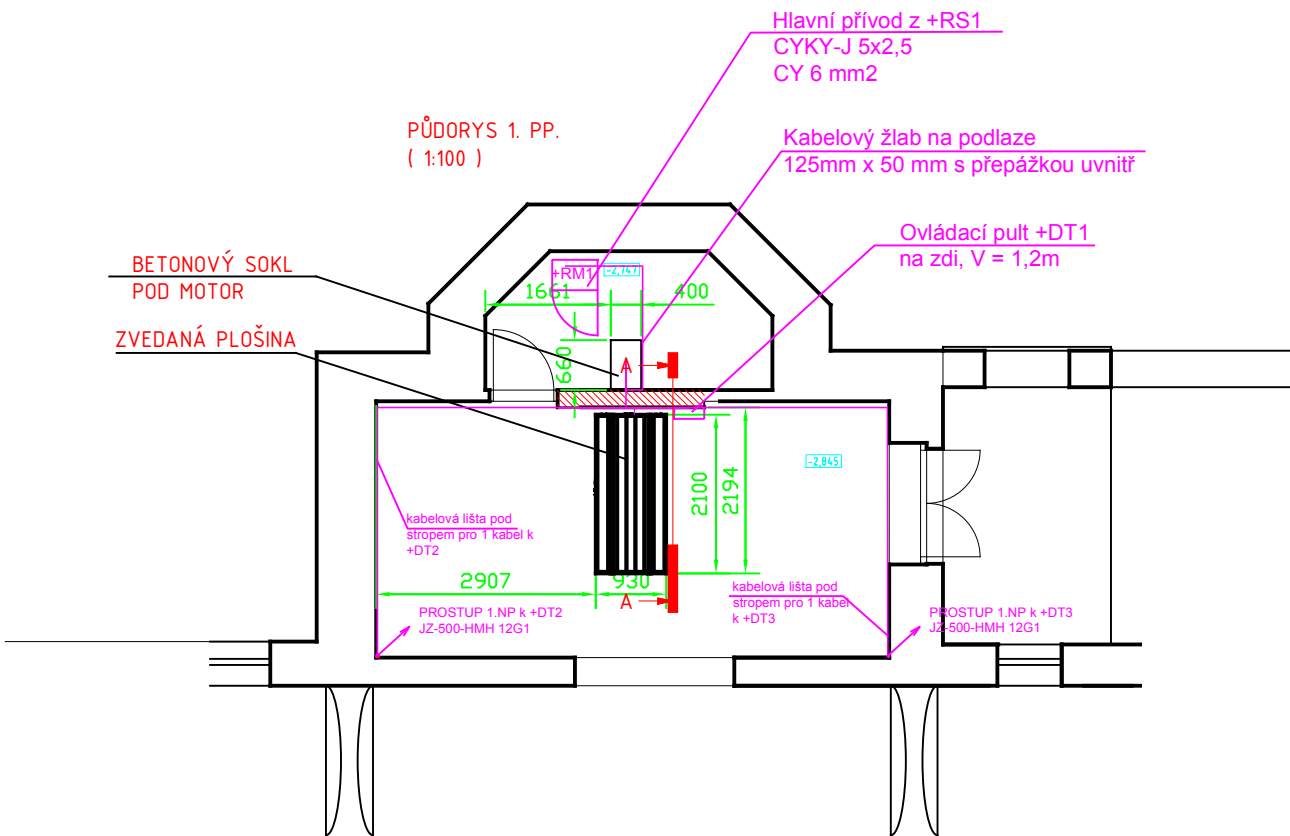 Hlavní přívod z +RS1
CYKY-J 5x2,5
CY 6 mm2
PŮDORYS 1. PP.
( 1:100 )
Kabelový žlab na podlaze
125mm x 50 mm s přepážkou uvnitř
Ovládací pult +DT1
na zdi, V = 1,2m
BETONOVÝ SOKL
POD MOTOR
ZVEDANÁ PLOŠINA
+RM1
-2,747
1661
400
660
A
-2,845
2100
2194
kabelová lišta pod
stropem pro 1 kabel k
+DT2
2907
930
A
kabelová lišta pod
stropem pro 1 kabel
k +DT3
PROSTUP 1.NP k +DT2
JZ-500-HMH 12G1
PROSTUP 1.NP k +DT3
JZ-500-HMH 12G1